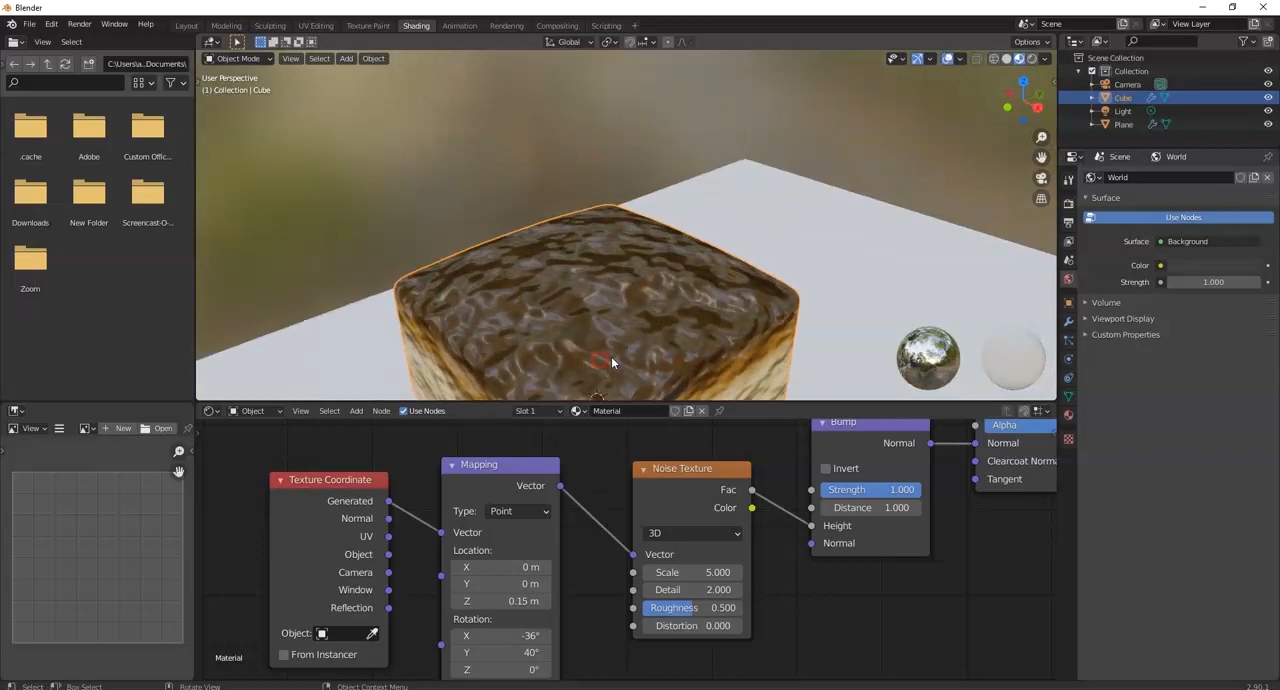 Blender
File Edit Render Window Help Layout Modeling Sculpting UV Editing Texture Paint Shading Animation Rendering Compositing Scripting + Scene View Layer
View Select Global Options
C:\Users\a..Documents\ Object Mode View Select Add Object
User Perspective
(1) Collection | Cube
.cache Adobe Custom Offic...
Downloads New Folder Screencast-O-...
Zoom
Scene Collection
Collection
Camera
Cube
Light
Plane
Scene World
World
Surface
Use Nodes
Surface Background
Color
Strength 1.000
Volume
Viewport Display
Custom Properties
View + New Open Object View Select Add Node Use Nodes Slot 1 Material
Texture Coordinate
Generated
Normal
UV
Object
Camera
Window
Reflection
Object:
From Instancer
Mapping
Vector
Type: Point
Vector
Location:
X 0 m
Y 0 m
Z 0.15 m
Rotation:
X -36°
Y 40°
Z 0°
Noise Texture
Fac
Color
3D
Vector
Scale 5.000
Detail 2.000
Roughness 0.500
Distortion 0.000
Bump
Normal
Invert
Strength 1.000
Distance 1.000
Height
Normal
Alpha
Normal
Clearcoat Norma
Tangent
Material
Select Box Select Rotate View Object Context Menu 2.90.1